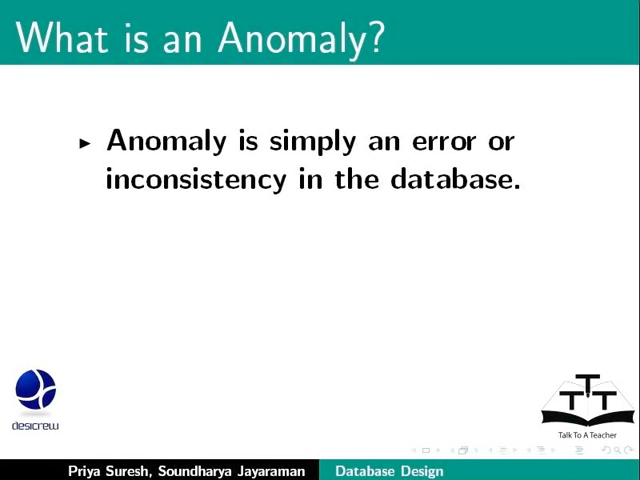 What is an Anomaly?
▶ Anomaly is simply an error or
inconsistency in the database.
desicrew
TTT
Talk To A Teacher
Priya Suresh, Soundharya Jayaraman
Database Design